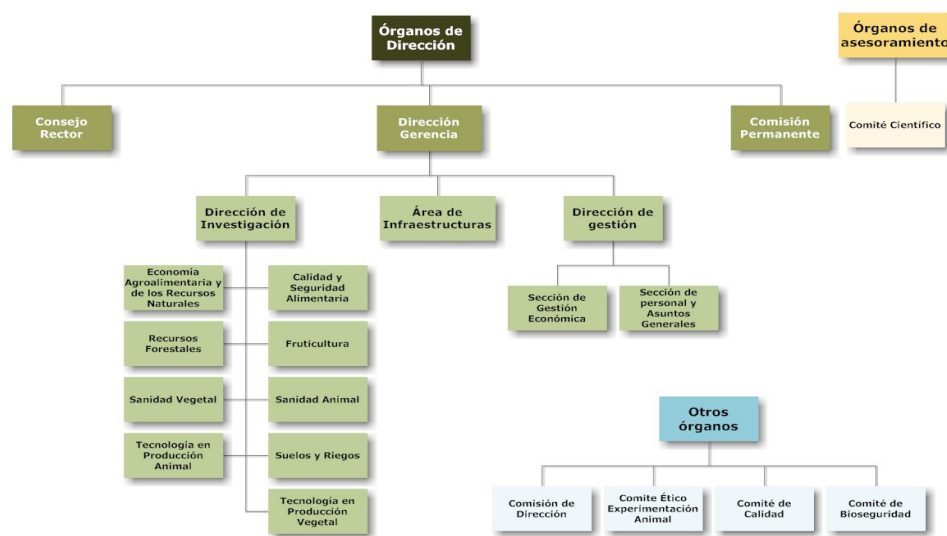 Órganos de
Dirección
Órganos de
asesoramiento
Consejo
Rector
Dirección
Gerencia
Comisión
Permanente
Comité Científico
Dirección de
Investigación
Área de
Infraestructuras
Dirección de
gestión
Economía
Agroalimentaria y
de los Recursos
Naturales
Calidad y
Seguridad
Alimentaria
Sección de
Gestión
Económica
Sección de
personal y
Asuntos
Generales
Recursos
Forestales
Fruticultura
Sanidad Vegetal
Sanidad Animal
Tecnología en
Producción
Animal
Suelos y Riegos
Tecnología en
Producción
Vegetal
Otros
órganos
Comisión de
Dirección
Comite Ético
Experimentación
Animal
Comité de
Calidad
Comité de
Bioseguridad